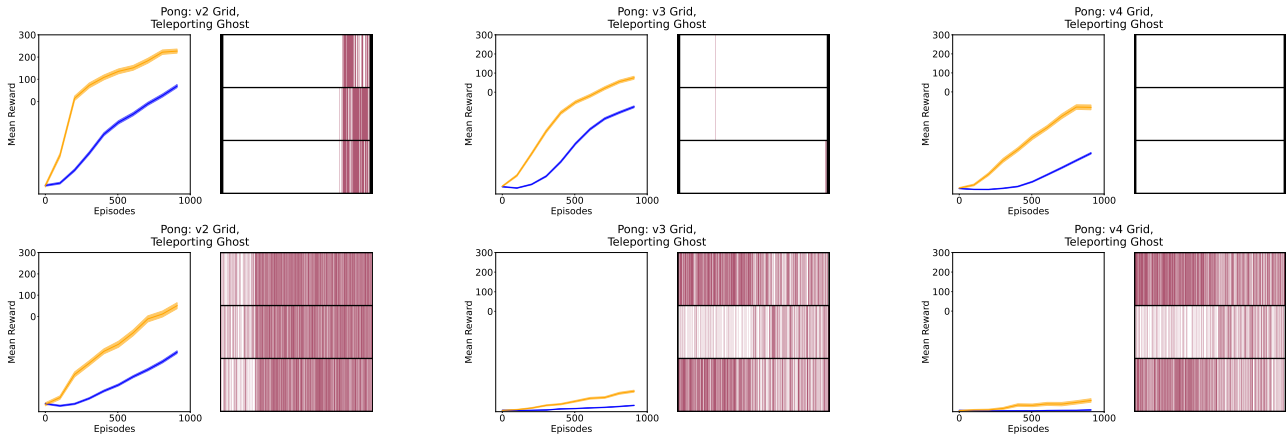 Pong: v2 Grid,
Teleporting Ghost
300
200
100
0
Mean Reward
0
500
1000
Episodes
Pong: v3 Grid,
Teleporting Ghost
300
200
100
0
Mean Reward
0
500
1000
Episodes
Pong: v4 Grid,
Teleporting Ghost
300
200
100
0
Mean Reward
0
500
1000
Episodes
Pong: v2 Grid,
Teleporting Ghost
300
200
100
0
Mean Reward
0
500
1000
Episodes
Pong: v3 Grid,
Teleporting Ghost
300
200
100
0
Mean Reward
0
500
1000
Episodes
Pong: v4 Grid,
Teleporting Ghost
300
200
100
0
Mean Reward
0
500
1000
Episodes